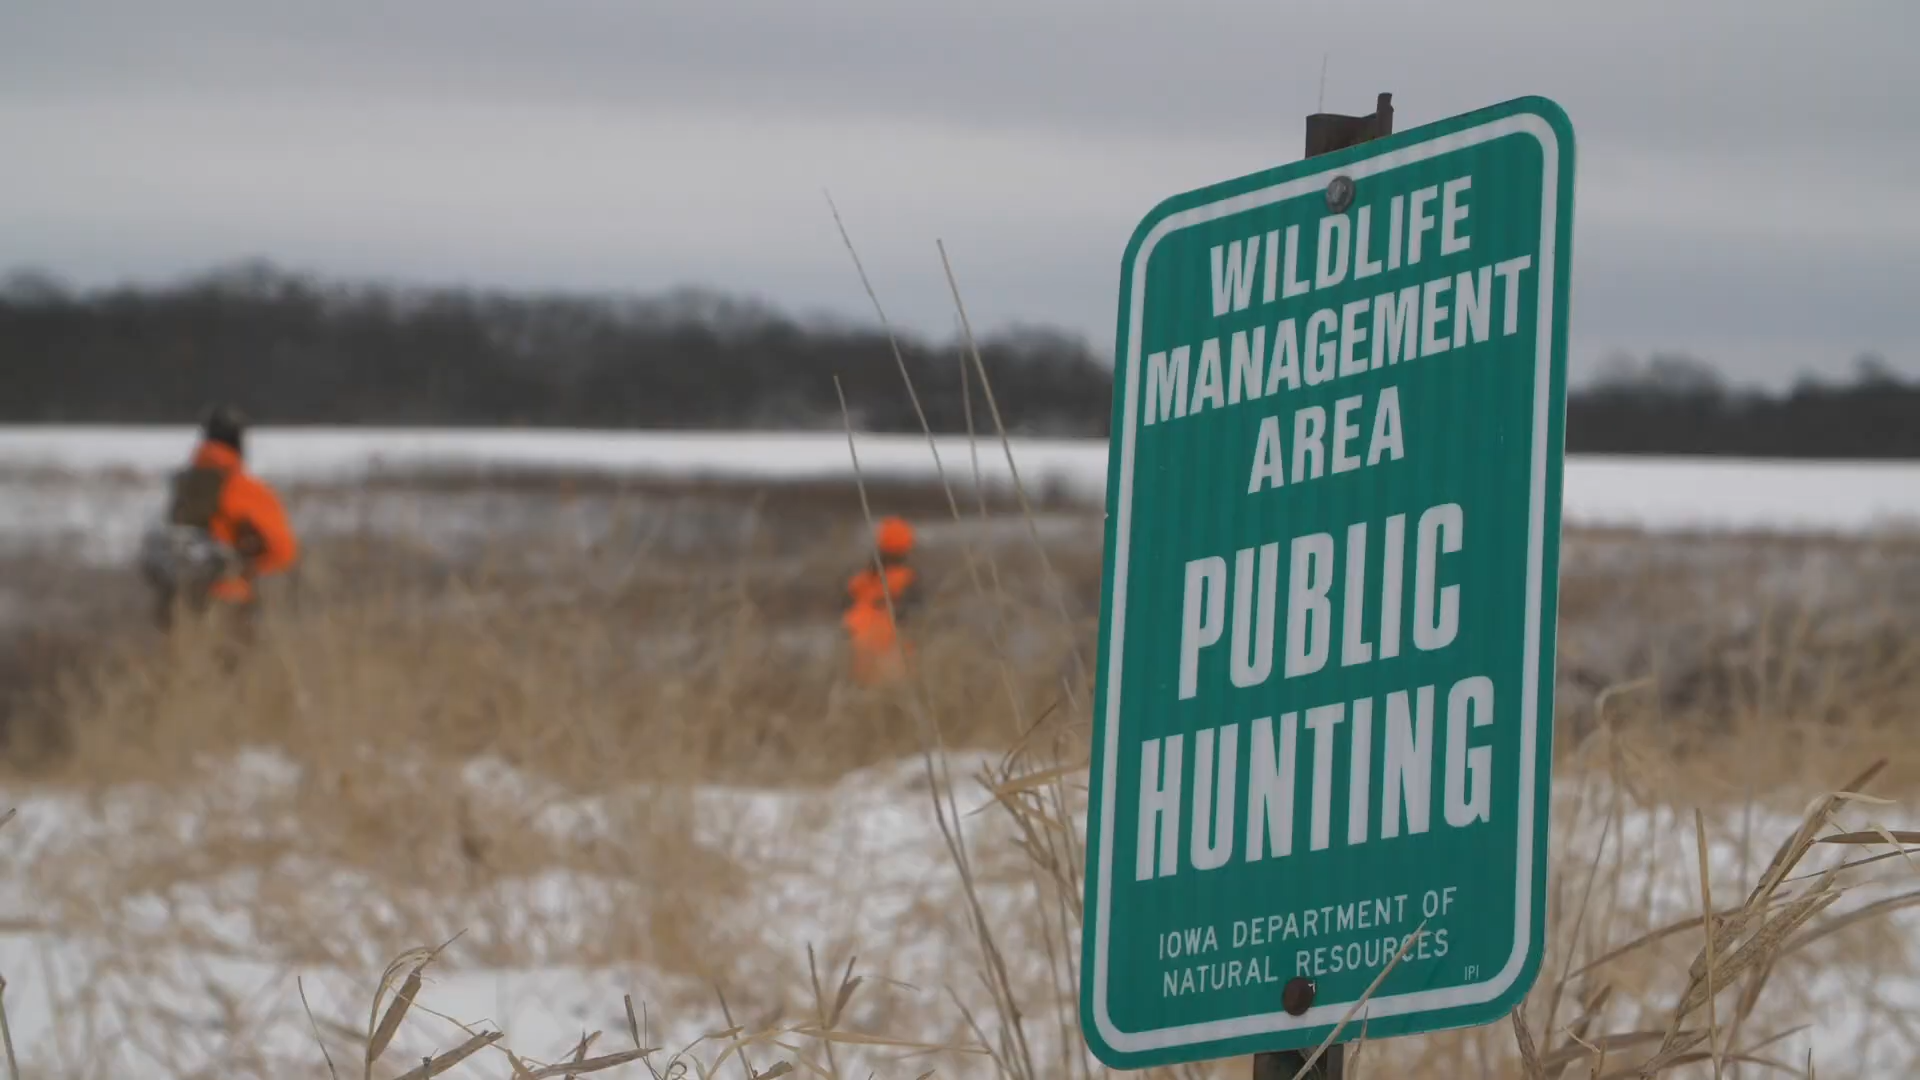 WILDLIFE
MANAGEMENT
AREA
PUBLIC
HUNTING
IOWA DEPARTMENT OF
NATURAL RESOURCES
IPI